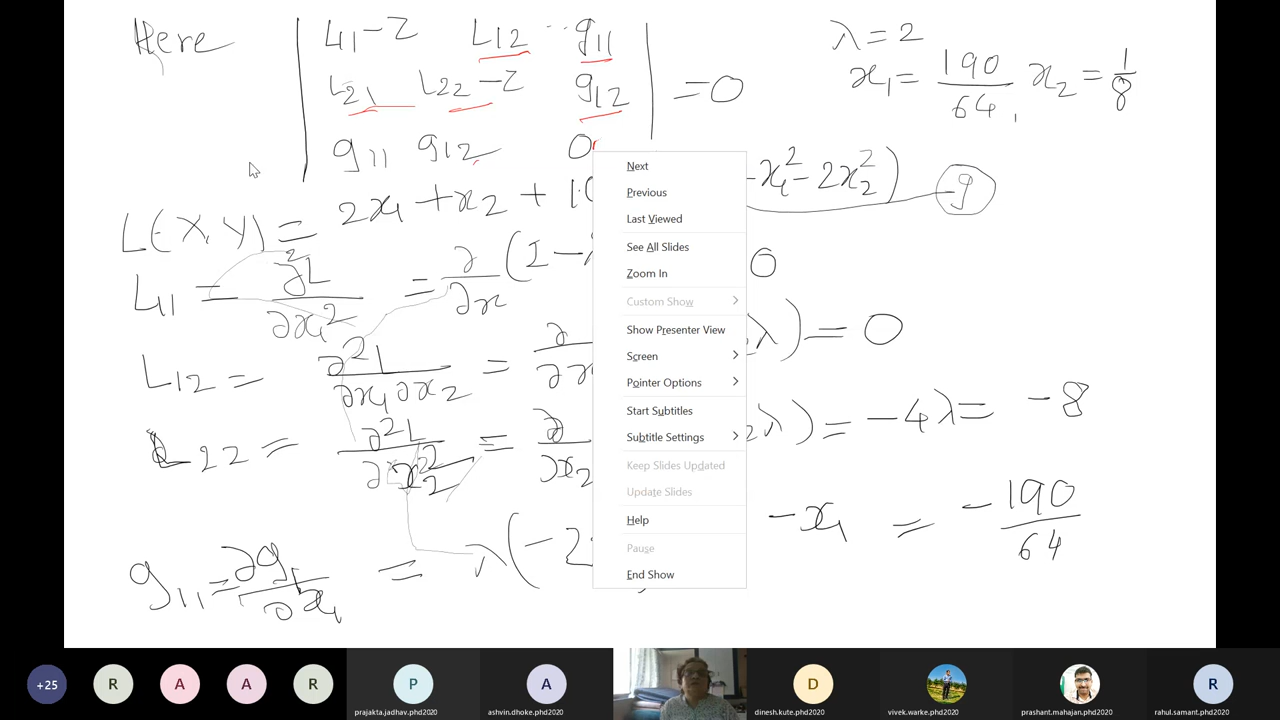 Here
L11-Z L12 g11
L21 L22-Z g12 =0
g11 g12 0
λ=2
x1= 190/64, x2= 1/8
L(X,Y)= 2x1+x2+10 -x1²-2x2²) g
L11 = ∂²L/∂x1² = ∂/∂x (1- 0
L12= ∂²L/∂x1∂x2 = ∂/∂x λ)=0
L22= ∂²L/∂x2² = ∂/∂x2 λ)= -4λ= -8
g11=∂g1/∂x1 = λ(-2 -x1 = -190/64
Next
Previous
Last Viewed
See All Slides
Zoom In
Custom Show
Show Presenter View
Screen
Pointer Options
Start Subtitles
Subtitle Settings
Keep Slides Updated
Update Slides
Help
Pause
End Show
+25 R A A R P A D R
prajakta.jadhav.phd2020 ashvin.dhoke.phd2020 dinesh.kute.phd2020 vivek.warke.phd2020 prashant.mahajan.phd2020 rahul.samant.phd2020